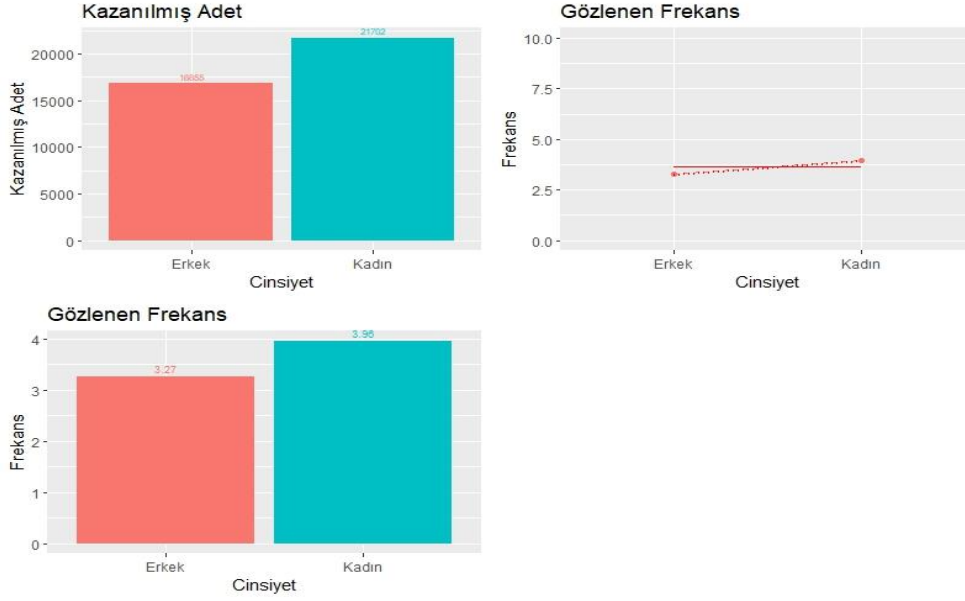 Kazanılmış Adet
Kazanılmış Adet
20000
15000
10000
5000
0
21702
Erkek
Kadın
Cinsiyet
Gözlenen Frekans
Frekans
10.0
7.5
5.0
2.5
0.0
Erkek
Kadın
Cinsiyet
Gözlenen Frekans
Frekans
4
3
2
1
0
3.27
Erkek
Kadın
Cinsiyet